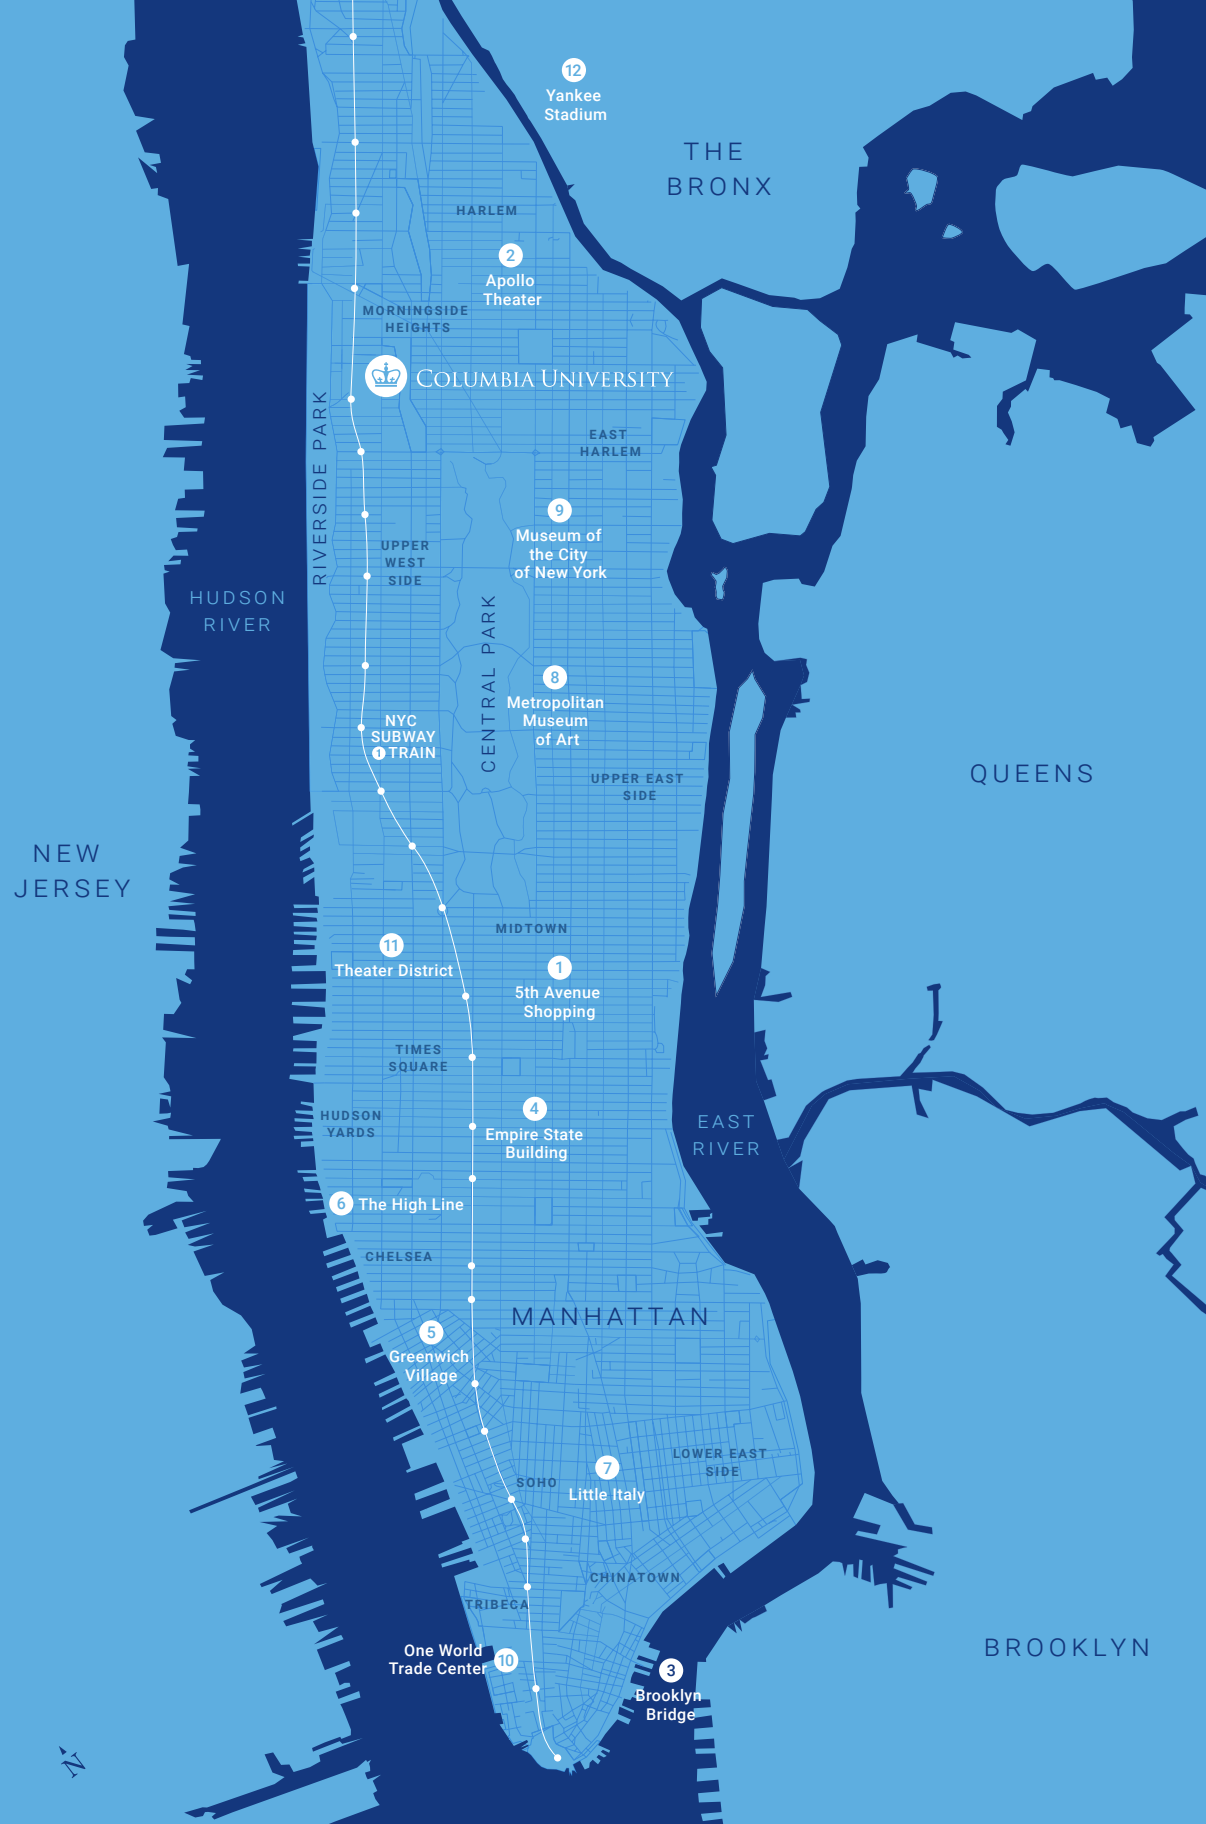 12
Yankee
Stadium
THE
BRONX
HARLEM
2
Apollo
Theater
MORNINGSIDE
HEIGHTS
COLUMBIA UNIVERSITY
RIVERSIDE PARK
EAST
HARLEM
9
Museum of
the City
of New York
UPPER
WEST
SIDE
HUDSON
RIVER
CENTRAL PARK
8
Metropolitan
Museum
of Art
NYC
SUBWAY
1 TRAIN
UPPER EAST
SIDE
QUEENS
NEW
JERSEY
MIDTOWN
11
Theater District
1
5th Avenue
Shopping
TIMES
SQUARE
HUDSON
YARDS
4
Empire State
Building
EAST
RIVER
6 The High Line
CHELSEA
MANHATTAN
5
Greenwich
Village
LOWER EAST
SIDE
7
Little Italy
SOHO
CHINATOWN
TRIBECA
One World
Trade Center
10
BROOKLYN
3
Brooklyn
Bridge
N